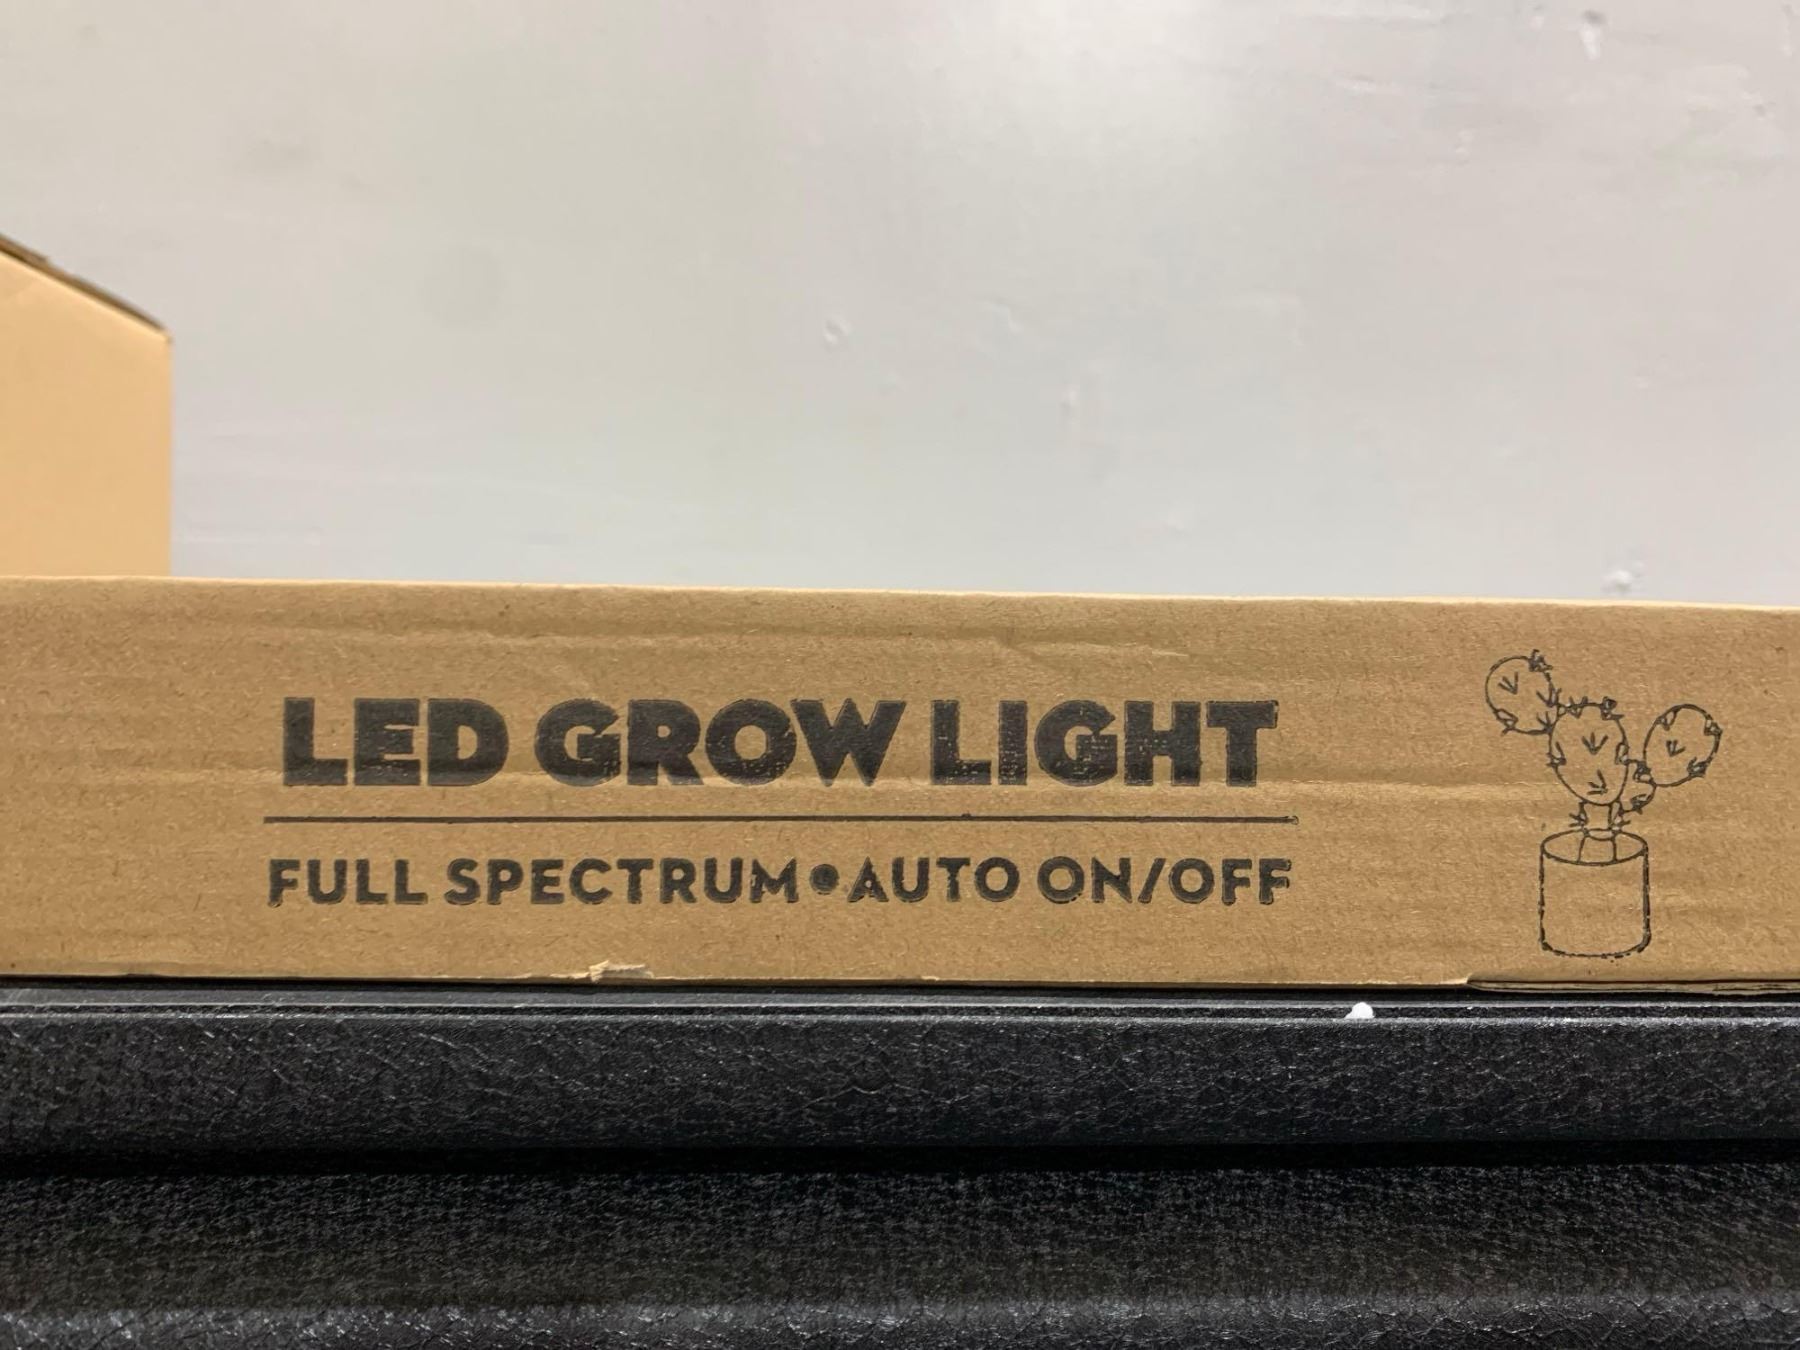 LED GROW LIGHT
FULL SPECTRUM•AUTO ON/OFF